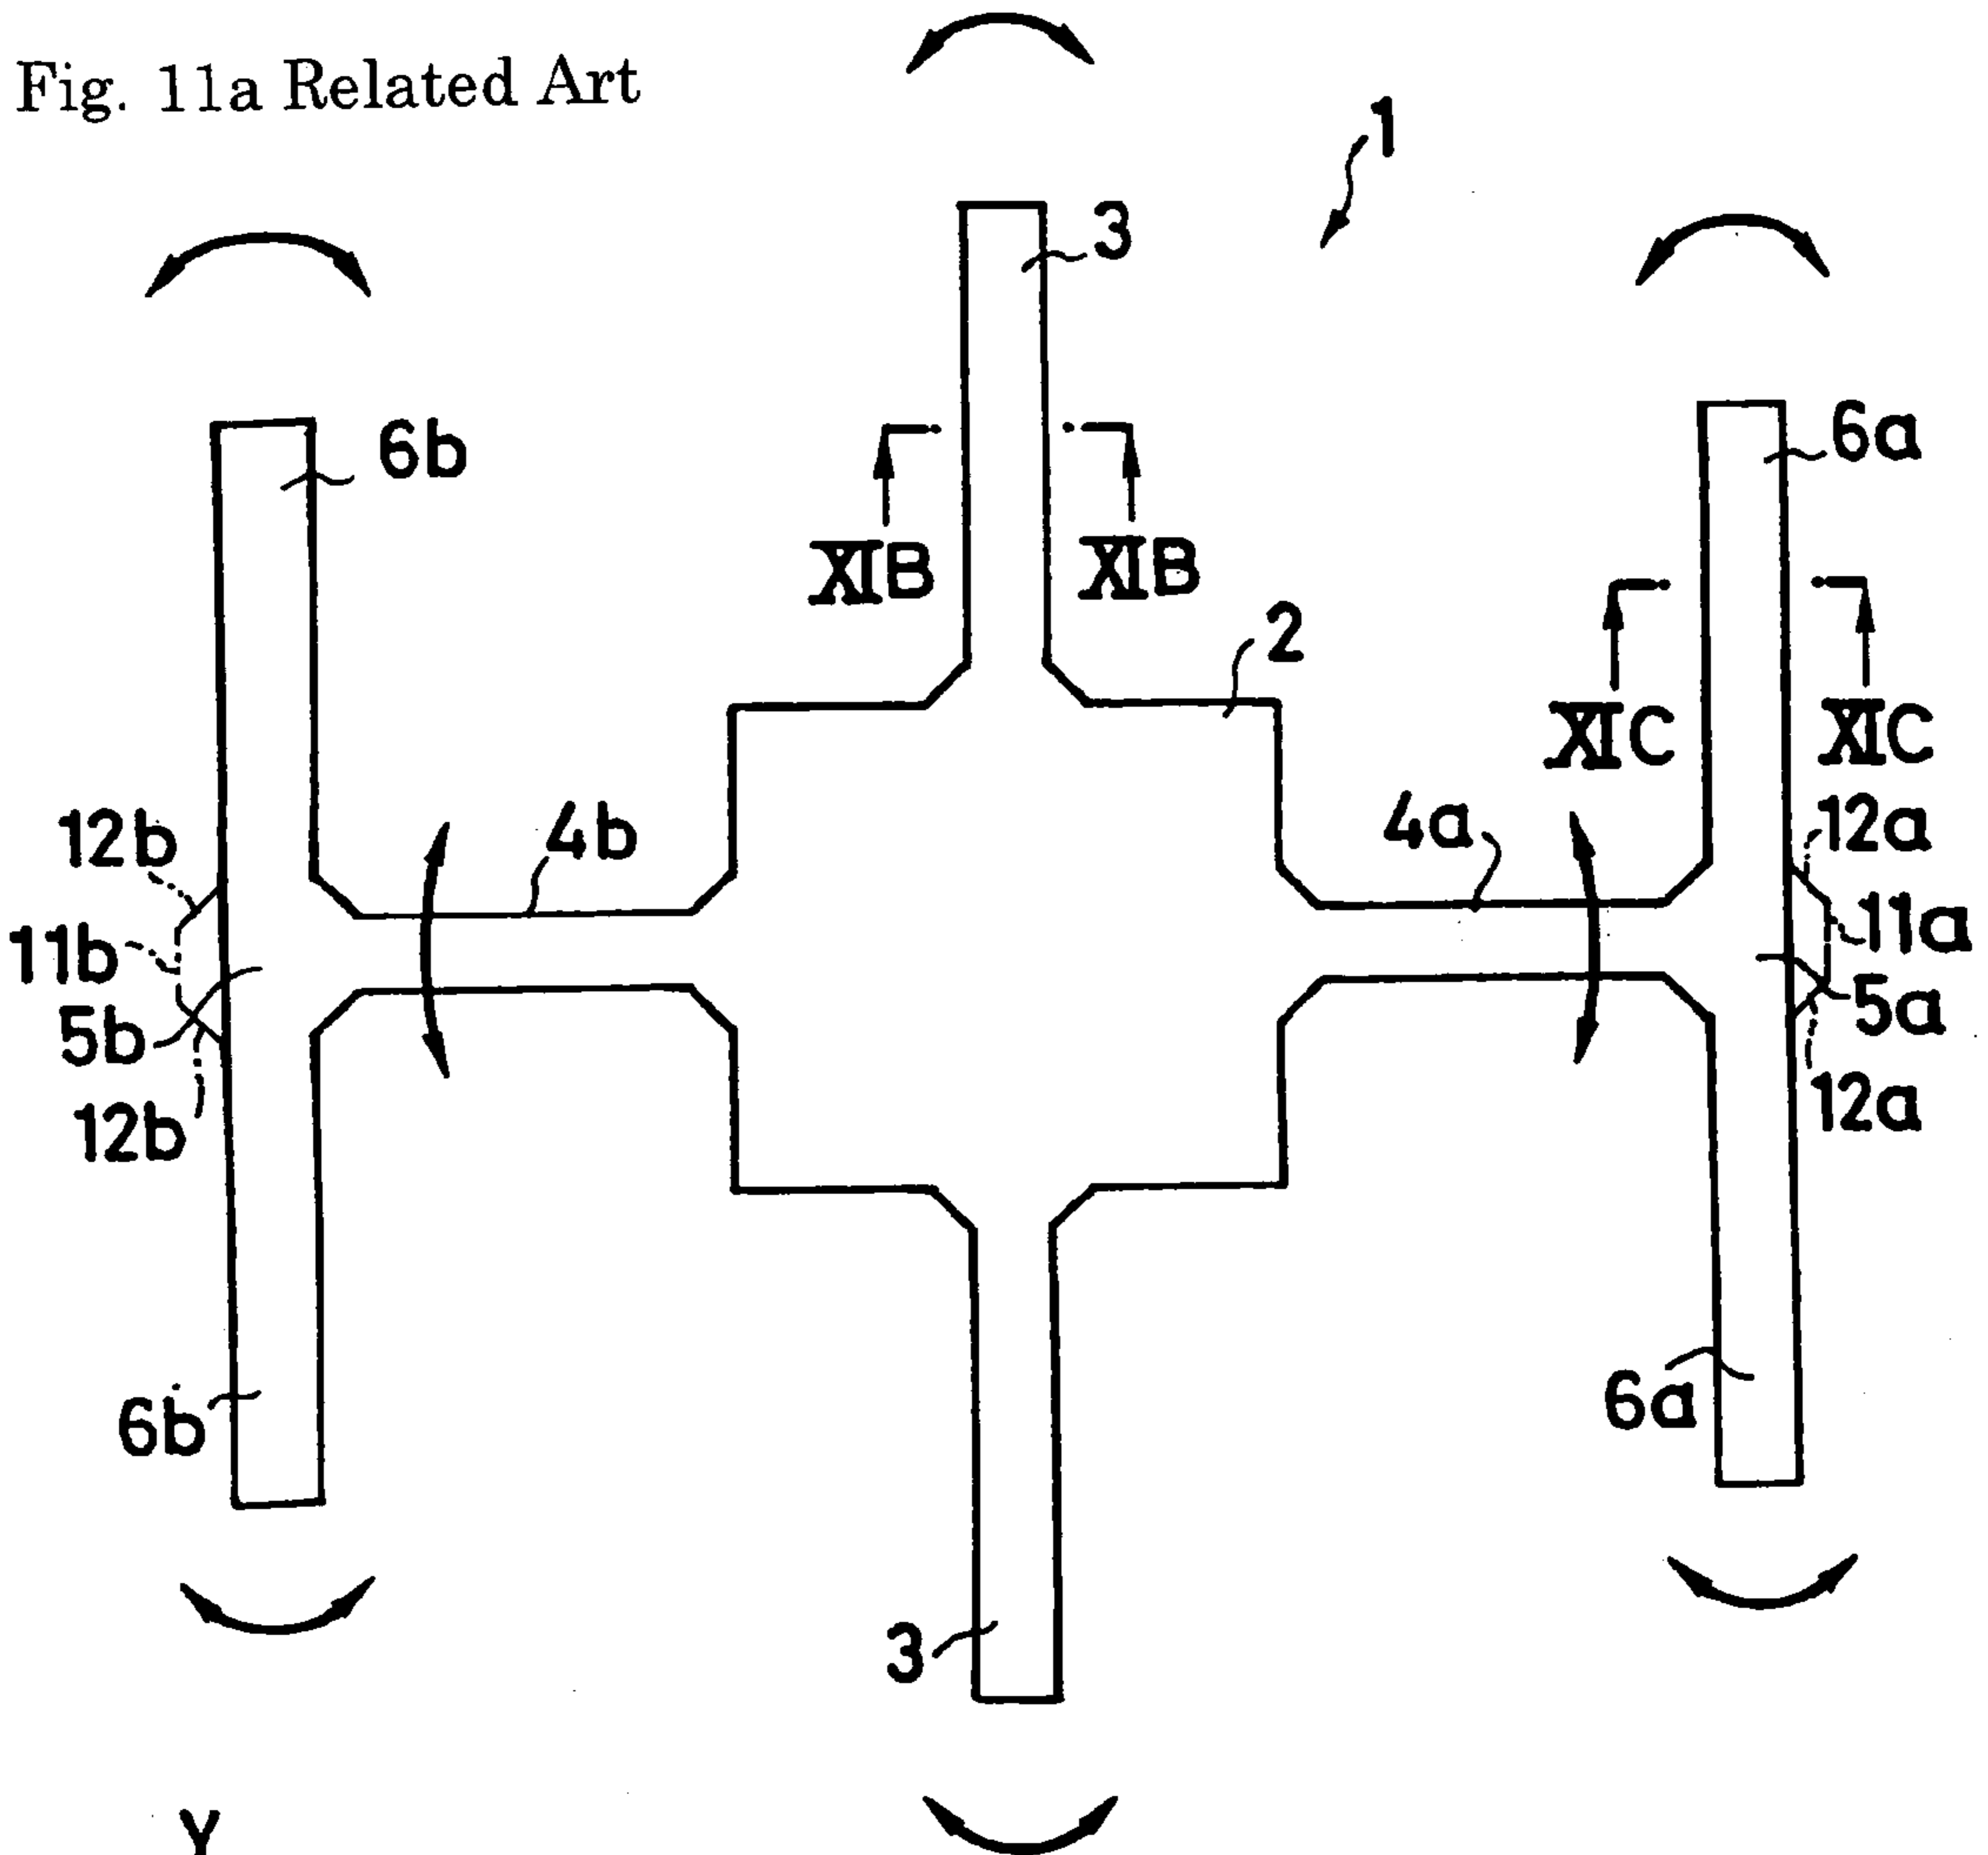 Fig. 11a Related Art
1
3
6b
6a
XIB XIB
2
XIC XIC
12b
4b
4a
12a
11b
11a
5b
5a
12b
12a
6b
6a
3
Y